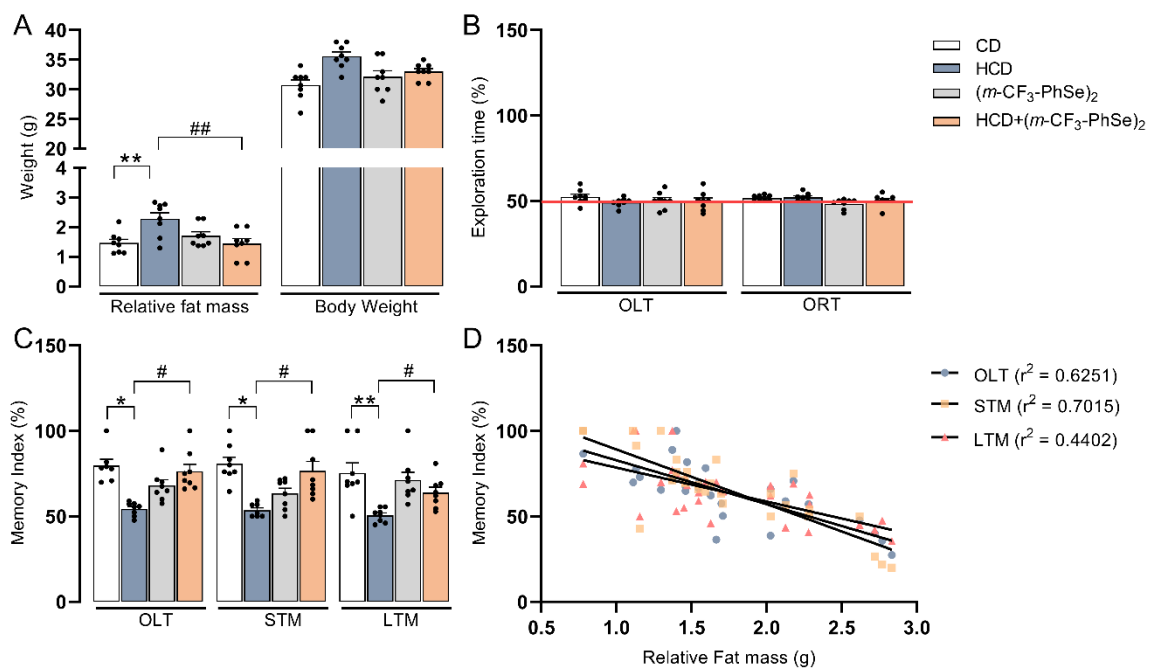 A
Weight (g)
40
35
30
25
20
4
3
2
1
0
**
##
Relative fat mass
Body Weight
B
Exploration time (%)
150
100
50
0
OLT
ORT
CD
HCD
(m-CF₃-PhSe)₂
HCD+(m-CF₃-PhSe)₂
C
Memory Index (%)
150
100
50
0
*
#
*
#
**
#
OLT
STM
LTM
D
Memory Index (%)
150
100
50
0
0.5
1.0
1.5
2.0
2.5
3.0
Relative Fat mass (g)
OLT (r² = 0.6251)
STM (r² = 0.7015)
LTM (r² = 0.4402)